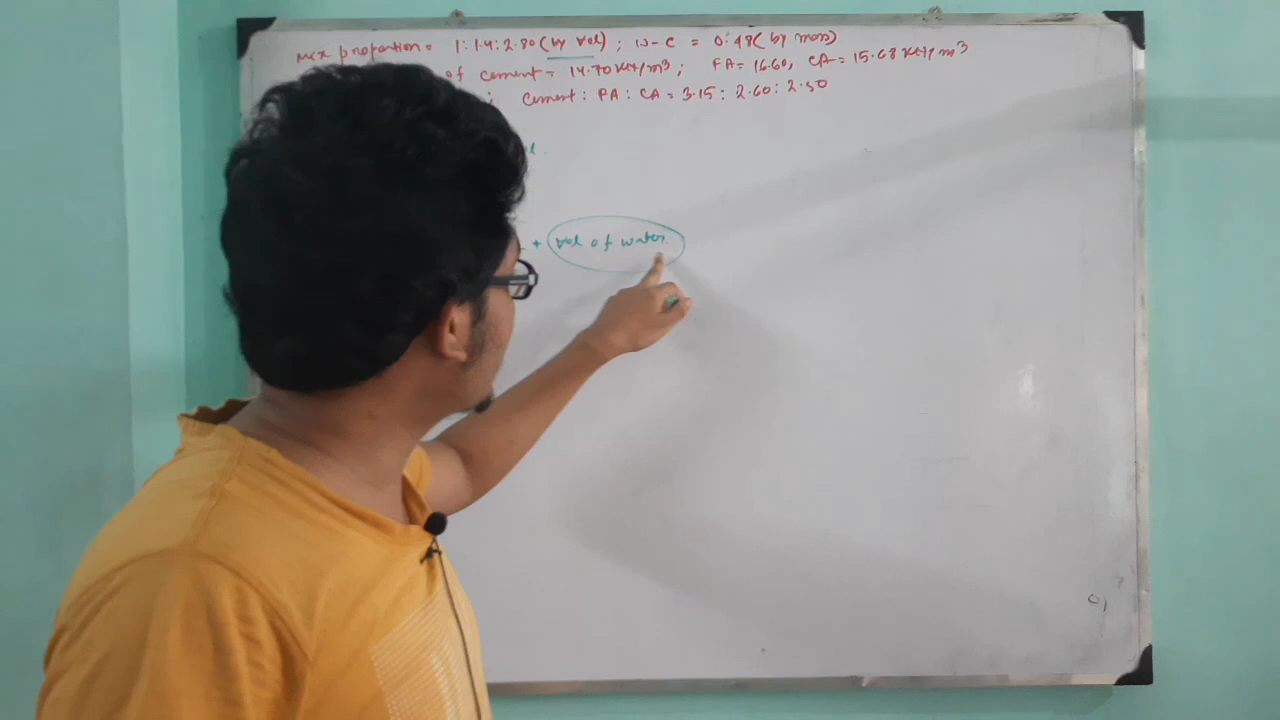 Mix proportion = 1:1.4:2.80 (by vol) ; w-c = 0.48 (by mass)
of cement = 14.70 KN/m³ ; FA = 16.60, CA = 15.68 KN/m³
; Cement : FA : CA = 3.15 : 2.60 : 2.50
+ vol of water.